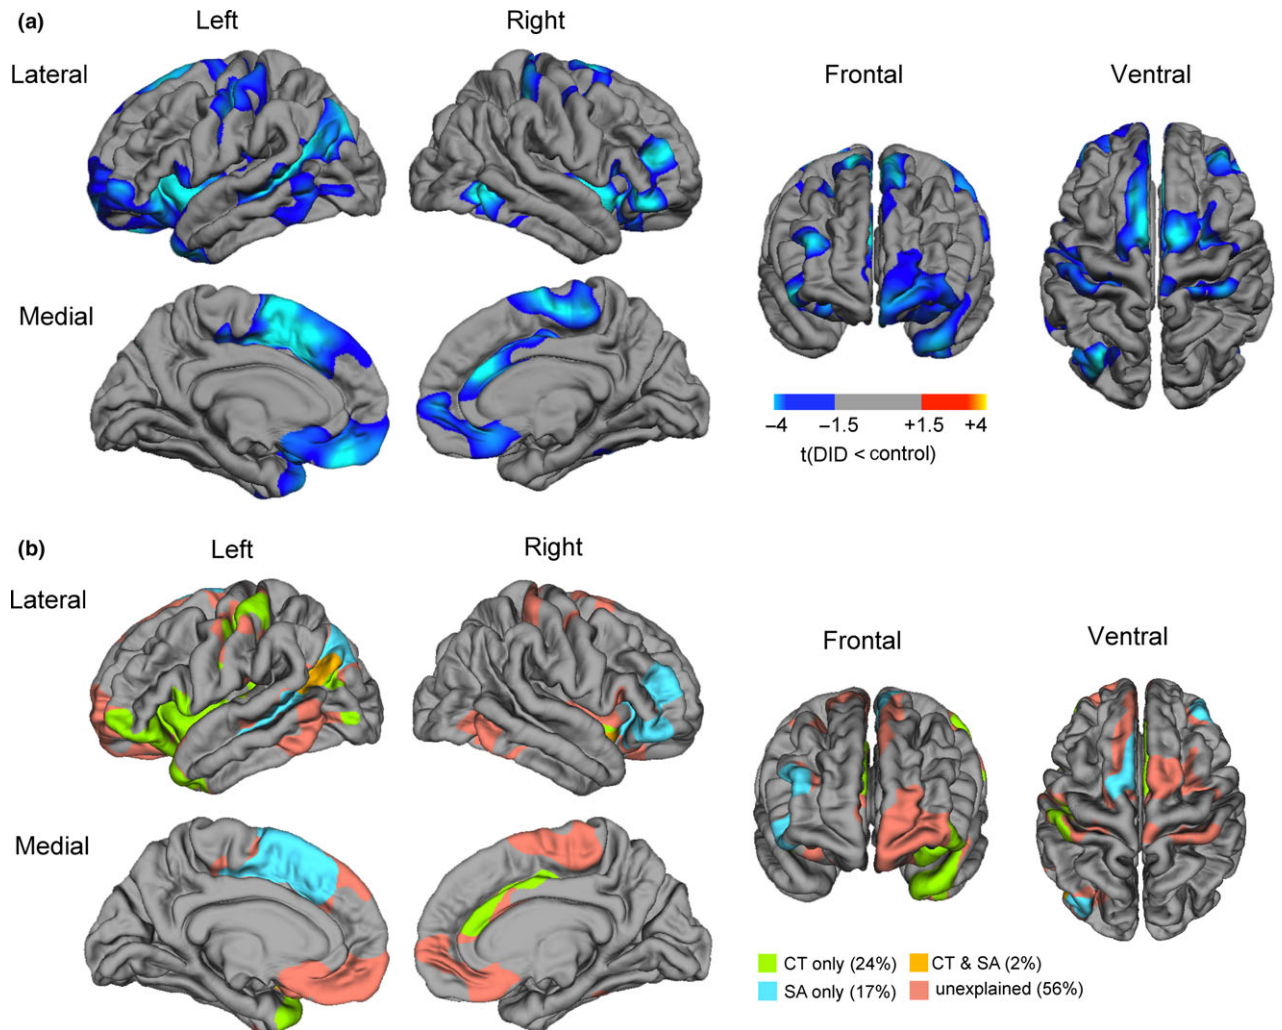 (a)
Left
Right
Lateral
Frontal
Ventral
Medial
−4 −1.5 +1.5 +4
t(DID < control)
(b)
Left
Right
Lateral
Frontal
Ventral
Medial
CT only (24%) CT & SA (2%)
SA only (17%) unexplained (56%)